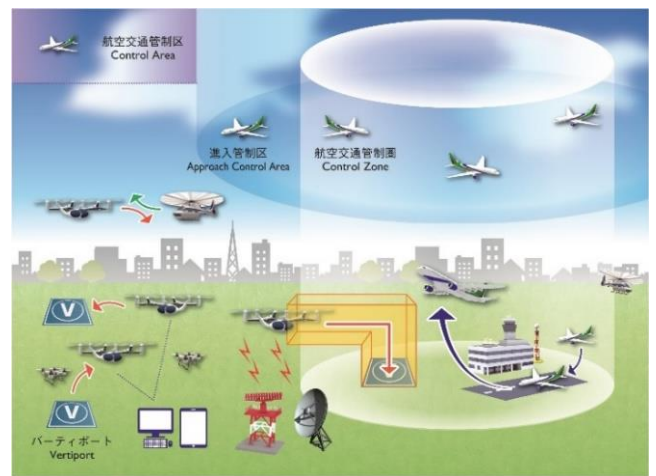 航空交通管制区
Control Area
進入管制区
Approach Control Area
航空交通管制圏
Control Zone
V
V
V
バーティポート
Vertiport